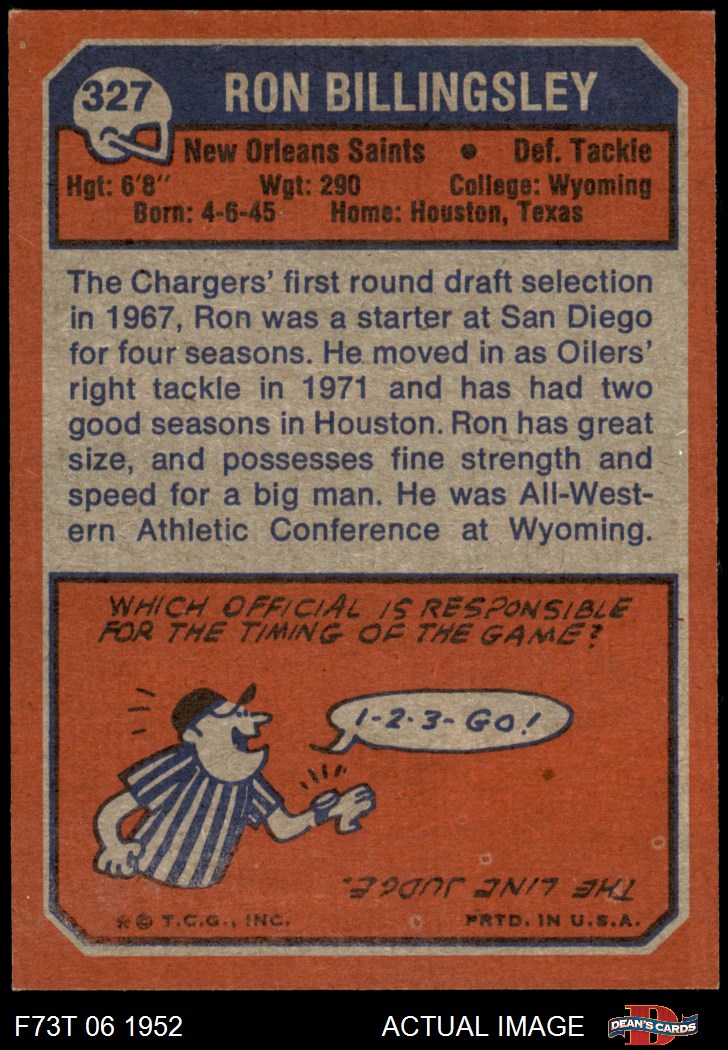 327
RON BILLINGSLEY
New Orleans Saints • Def. Tackle
Hgt: 6'8" Wgt: 290 College: Wyoming
Born: 4-6-45 Home: Houston, Texas
The Chargers' first round draft selection
in 1967, Ron was a starter at San Diego
for four seasons. He moved in as Oilers'
right tackle in 1971 and has had two
good seasons in Houston. Ron has great
size, and possesses fine strength and
speed for a big man. He was All-West-
ern Athletic Conference at Wyoming.
WHICH OFFICIAL IS RESPONSIBLE
FOR THE TIMING OF THE GAME?
1-2-3-GO!
THE LINE JUDGE.
* © T.C.G., INC. PRTD. IN U.S.A.
F73T 06 1952 ACTUAL IMAGE DEAN'S CARDS